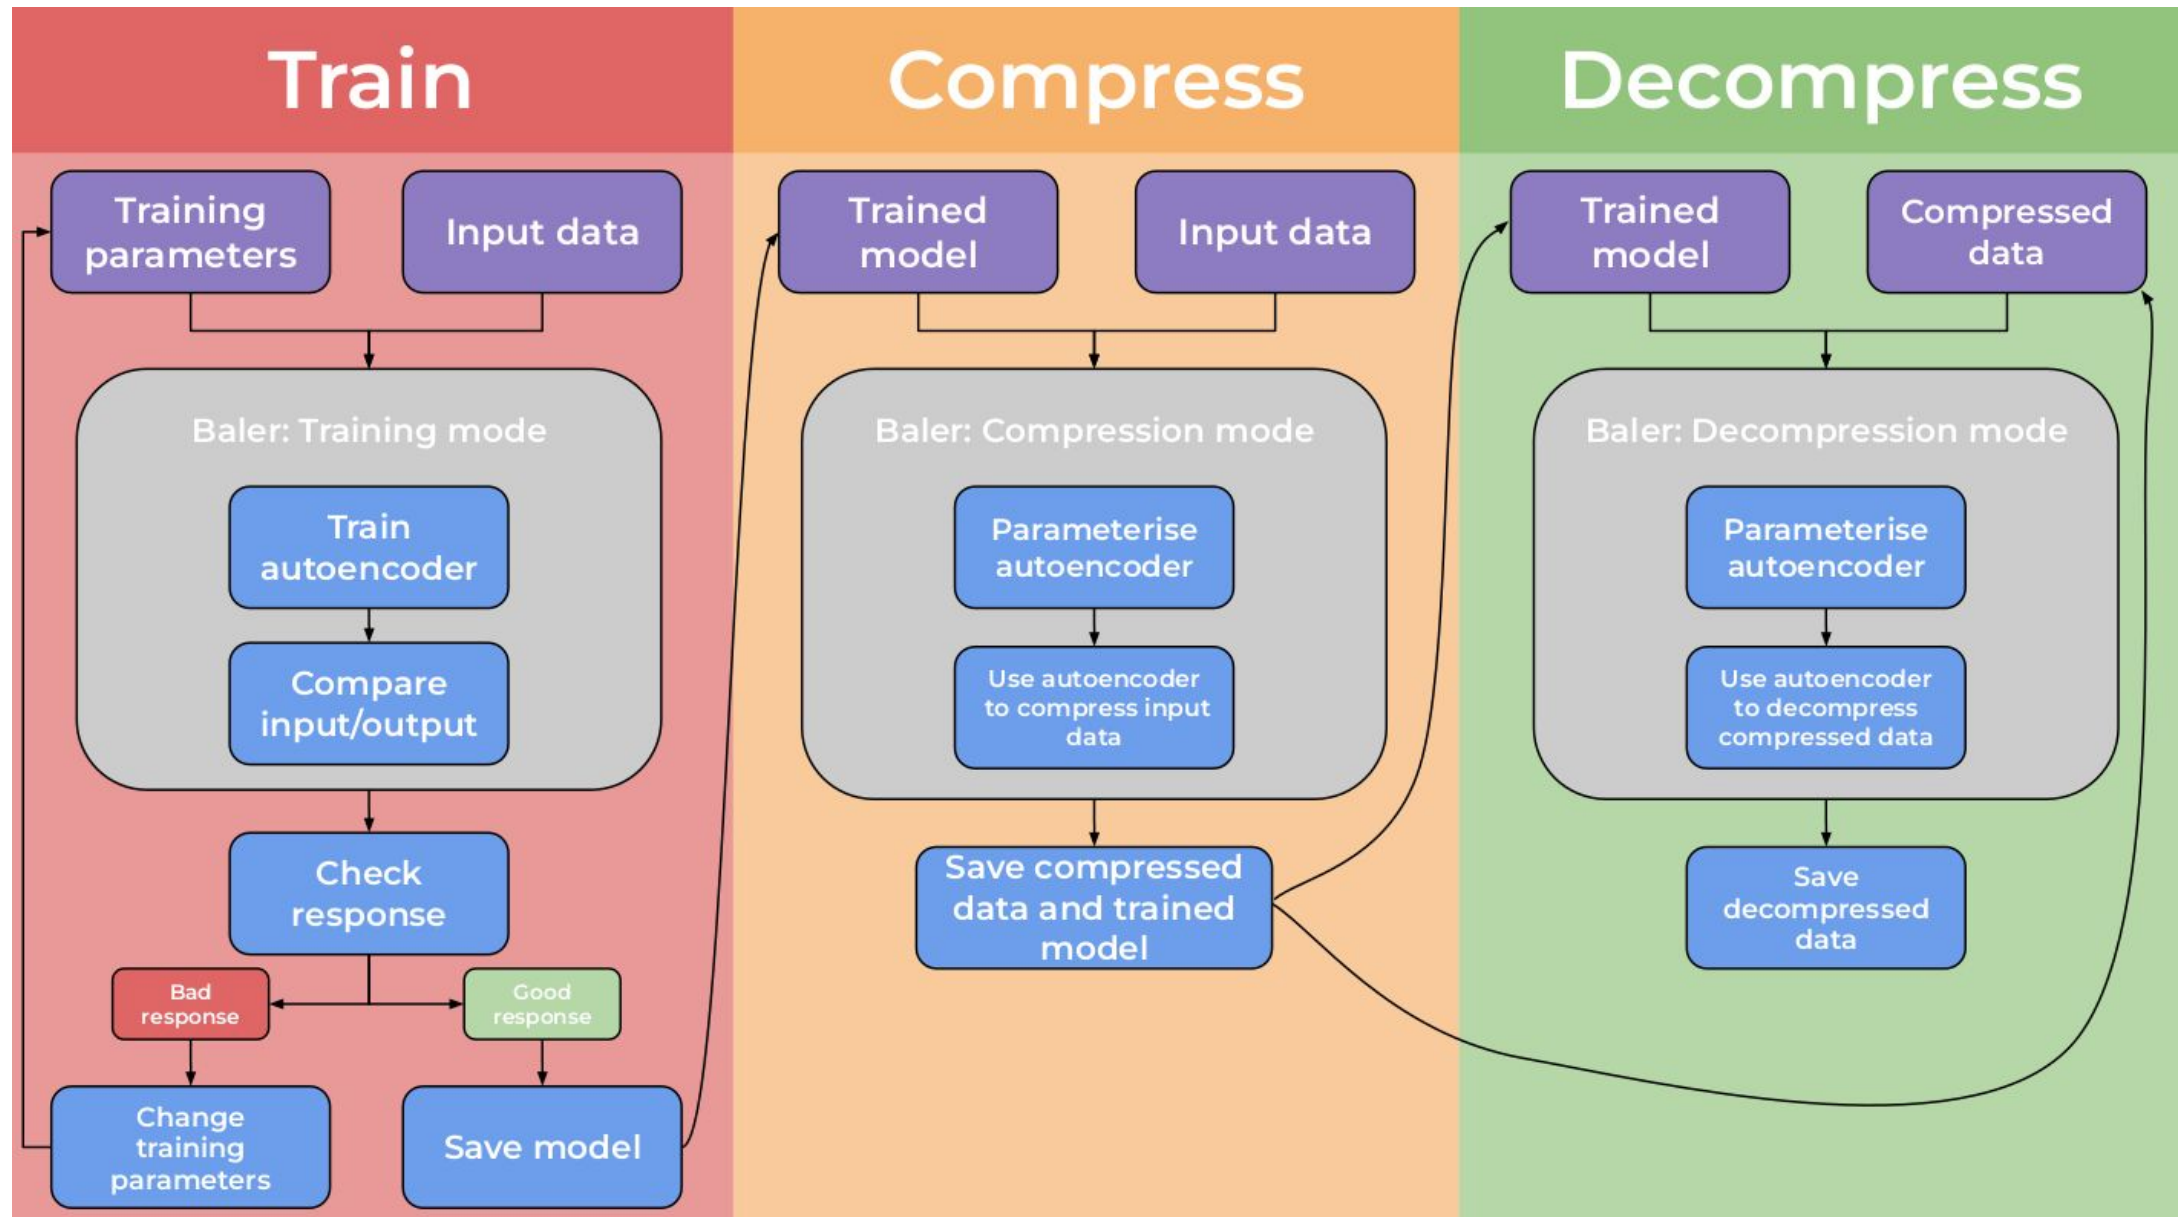 Train
Training
parameters
Input data
Baler: Training mode
Train
autoencoder
Compare
input/output
Check
response
Bad
response
Good
response
Change
training
parameters
Save model
Compress
Trained
model
Input data
Baler: Compression mode
Parameterise
autoencoder
Use autoencoder
to compress input
data
Save compressed
data and trained
model
Decompress
Trained
model
Compressed
data
Baler: Decompression mode
Parameterise
autoencoder
Use autoencoder
to decompress
compressed data
Save
decompressed
data